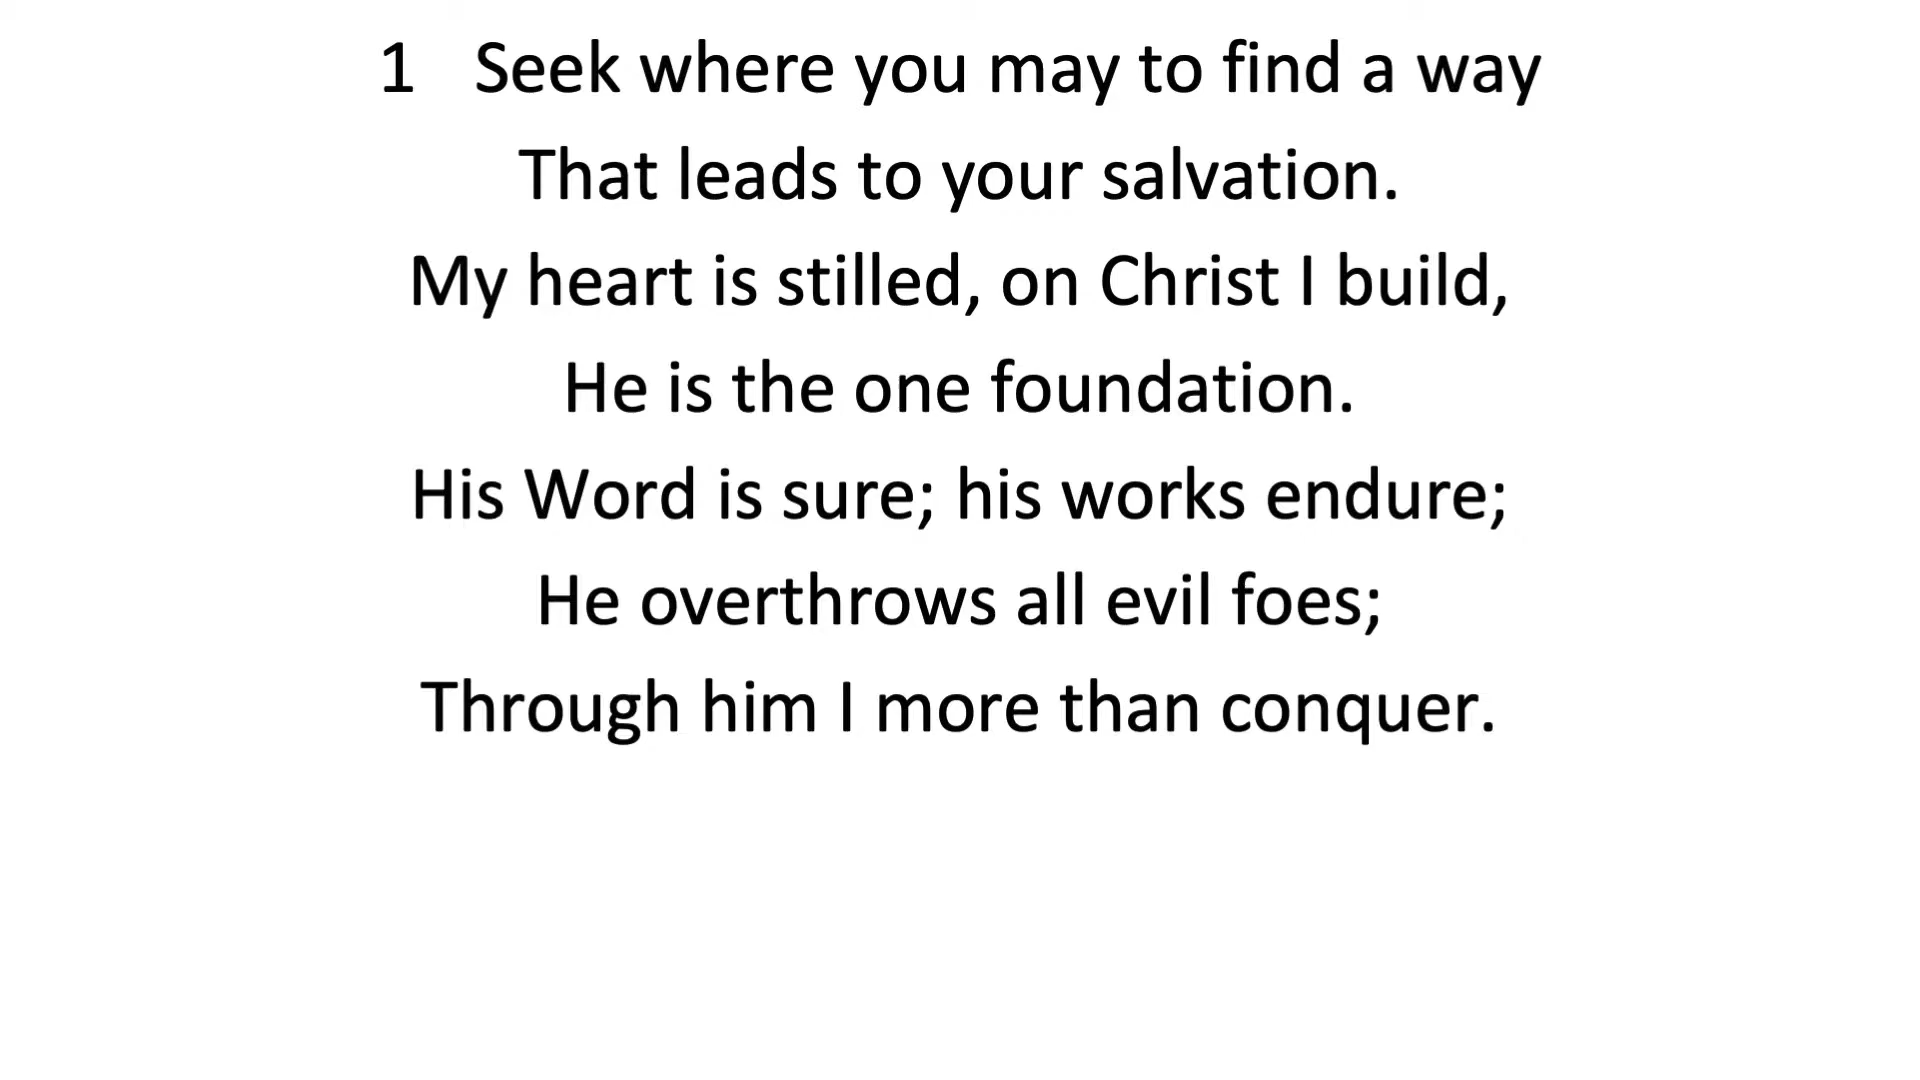 1 Seek where you may to find a way
That leads to your salvation.
My heart is stilled, on Christ I build,
He is the one foundation.
His Word is sure; his works endure;
He overthrows all evil foes;
Through him I more than conquer.